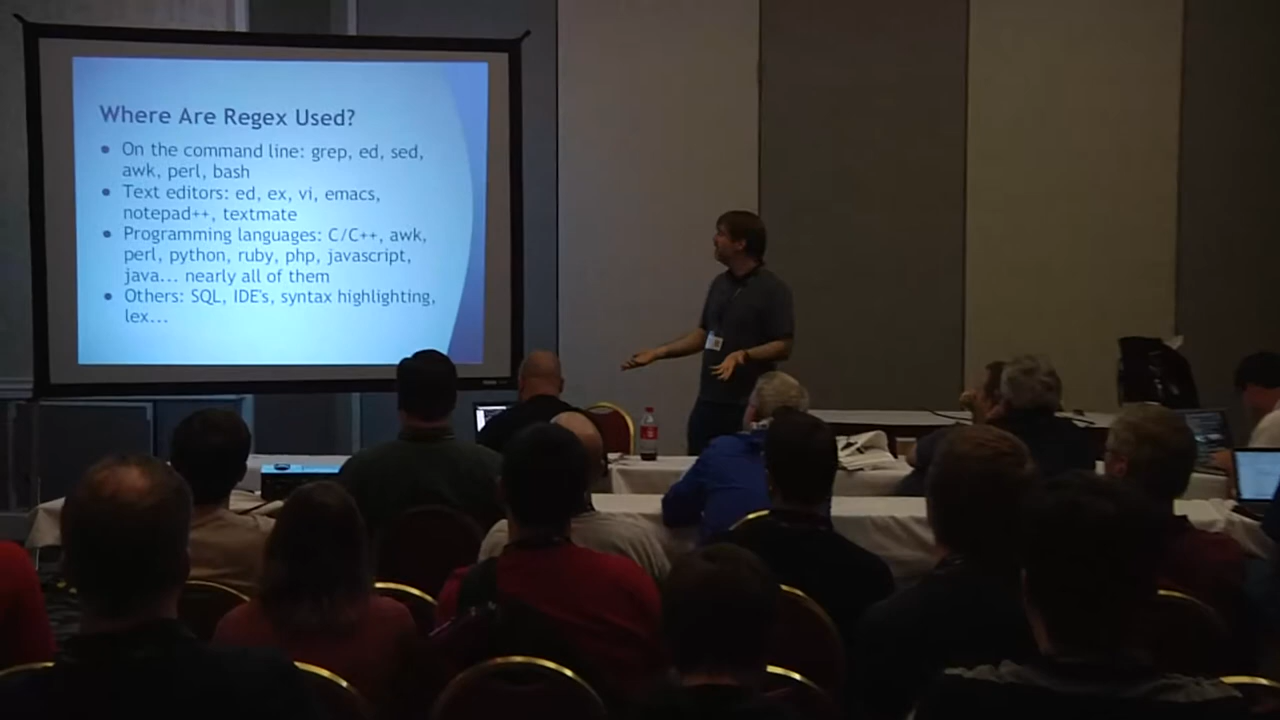 Where Are Regex Used?
• On the command line: grep, ed, sed,
awk, perl, bash
• Text editors: ed, ex, vi, emacs,
notepad++, textmate
• Programming languages: C/C++, awk,
perl, python, ruby, php, javascript,
java... nearly all of them
• Others: SQL, IDE's, syntax highlighting,
lex...